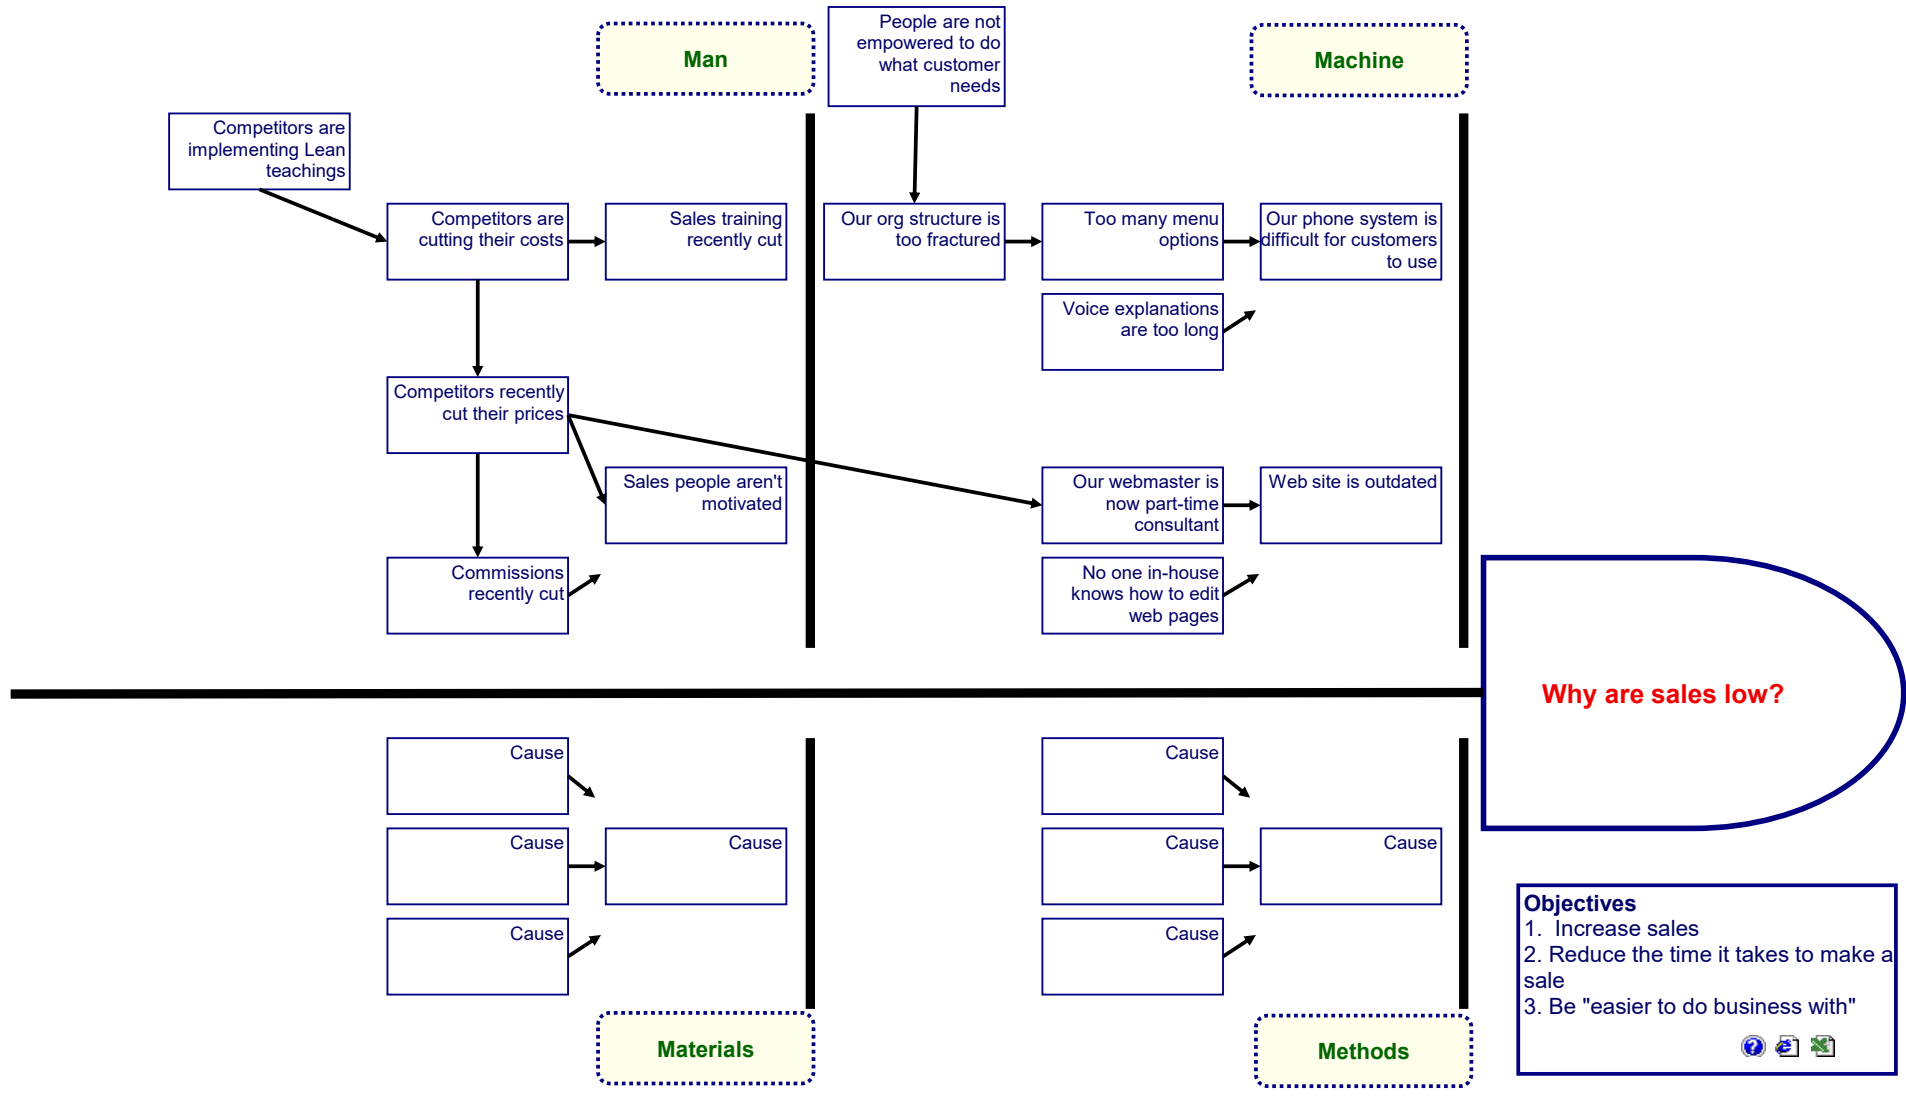 Man
People are not
empowered to do
what customer
needs
Machine
Competitors are
implementing Lean
teachings
Competitors are
cutting their costs
Sales training
recently cut
Our org structure is
too fractured
Too many menu
options
Our phone system is
difficult for customers
to use
Voice explanations
are too long
Competitors recently
cut their prices
Sales people aren't
motivated
Our webmaster is
now part-time
consultant
Web site is outdated
Commissions
recently cut
No one in-house
knows how to edit
web pages
Why are sales low?
Cause
Cause
Cause
Cause
Cause
Cause
Cause
Cause
Materials
Methods
Objectives
1.  Increase sales
2. Reduce the time it takes to make a
sale
3. Be "easier to do business with"